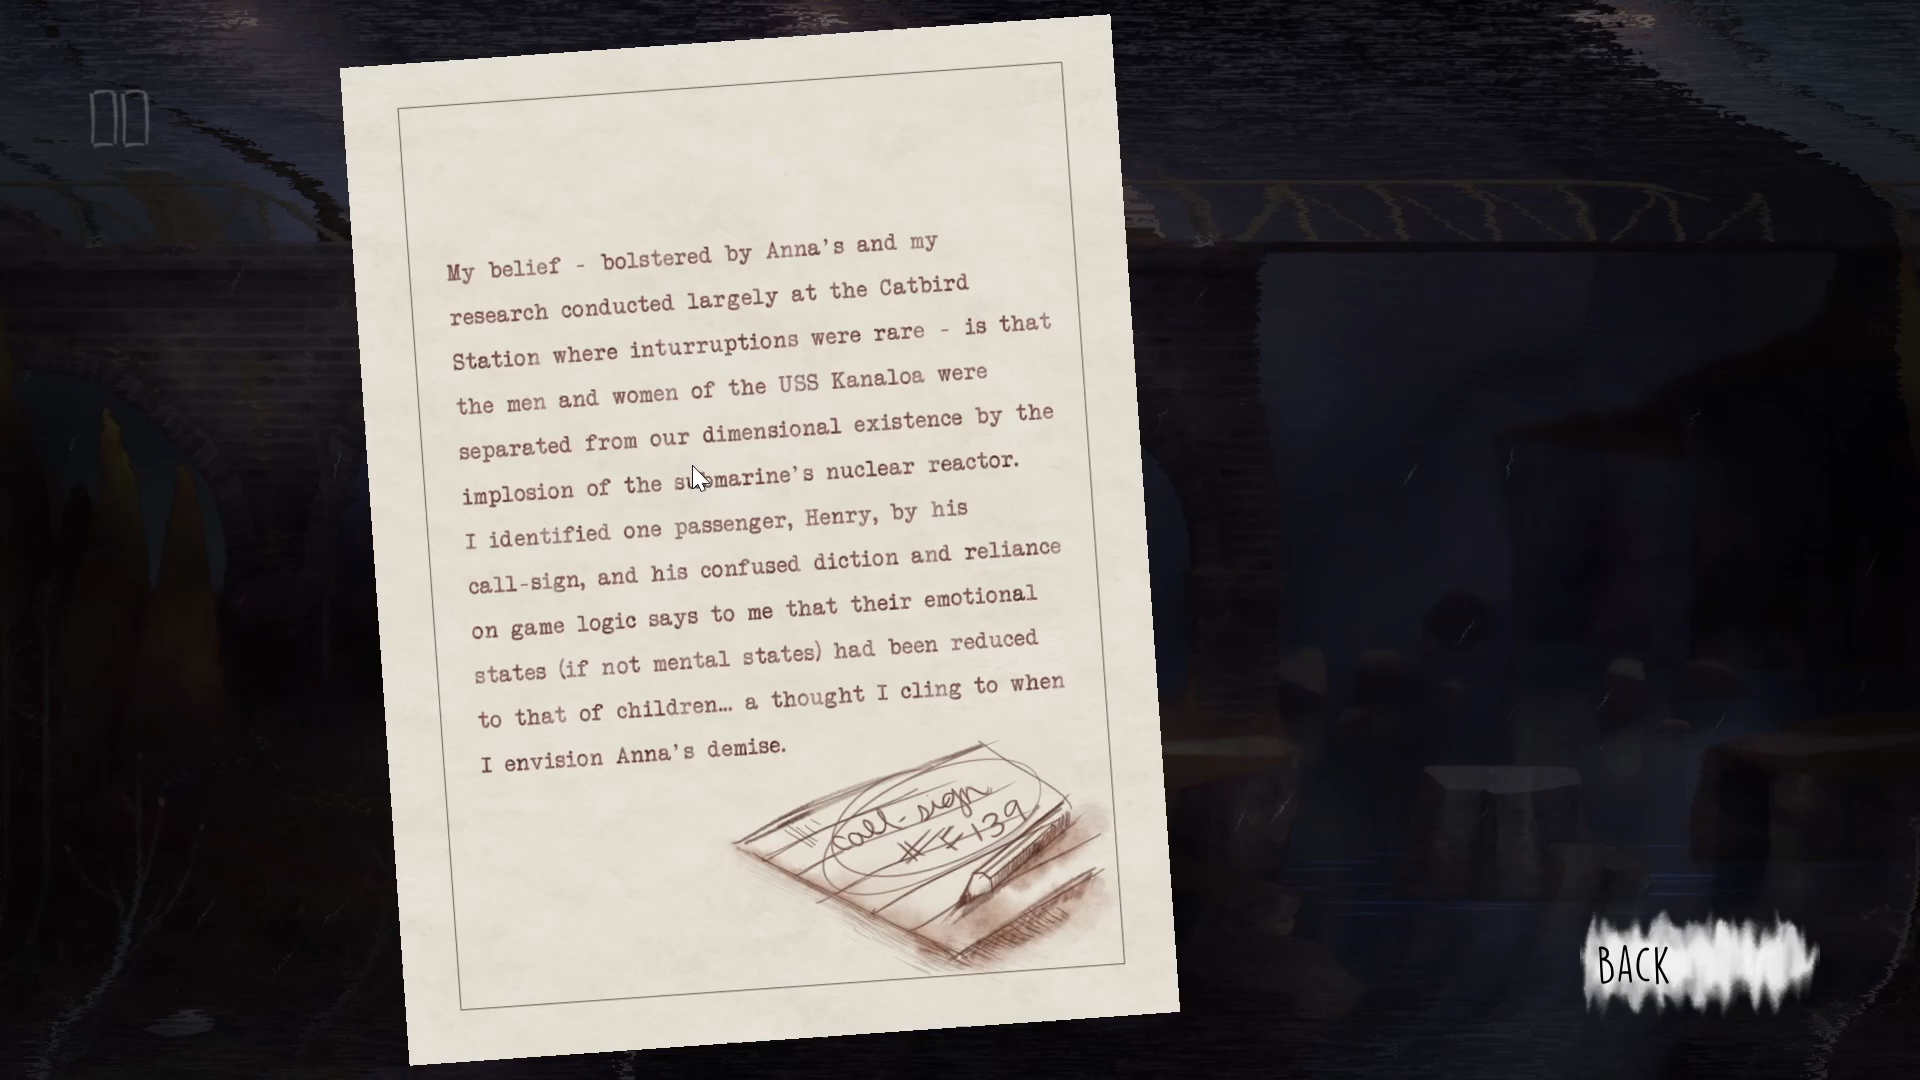 My belief - bolstered by Anna's and my
research conducted largely at the Catbird
Station where inturruptions were rare - is that
the men and women of the USS Kanaloa were
separated from our dimensional existence by the
implosion of the submarine's nuclear reactor.
I identified one passenger, Henry, by his
call-sign, and his confused diction and reliance
on game logic says to me that their emotional
states (if not mental states) had been reduced
to that of children… a thought I cling to when
I envision Anna's demise.
call-sign
#F-139
BACK